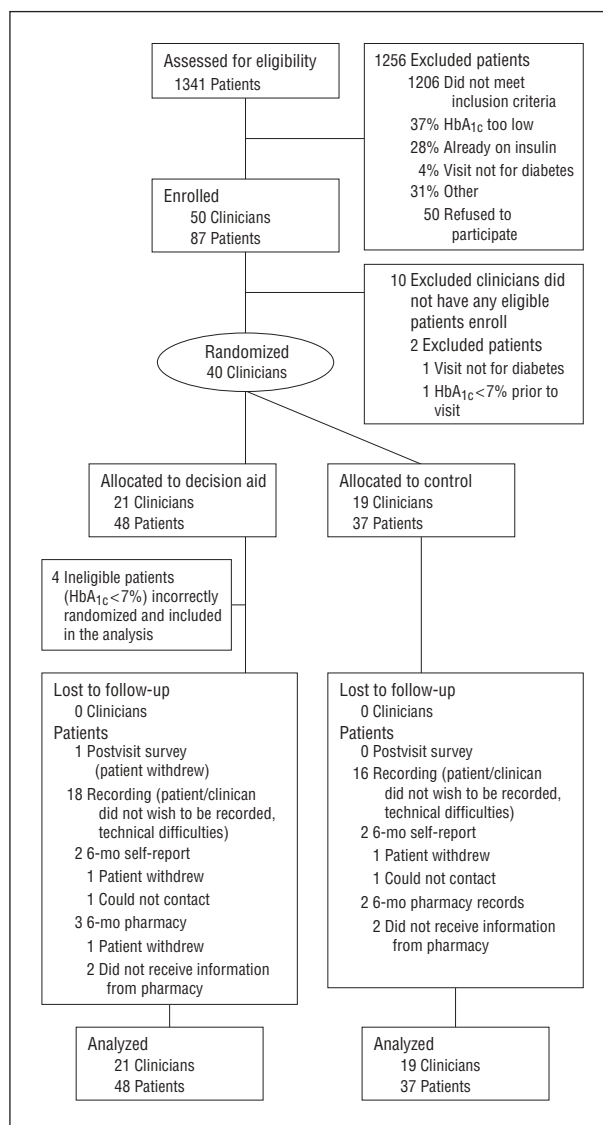 Assessed for eligibility
1341 Patients
1256 Excluded patients
1206 Did not meet
inclusion criteria
37% HbA1c too low
28% Already on insulin
4% Visit not for diabetes
31% Other
50 Refused to
participate
Enrolled
50 Clinicians
87 Patients
10 Excluded clinicians did
not have any eligible
patients enroll
2 Excluded patients
1 Visit not for diabetes
1 HbA1c<7% prior to
visit
Randomized
40 Clinicians
Allocated to decision aid
21 Clinicians
48 Patients
Allocated to control
19 Clinicians
37 Patients
4 Ineligible patients
(HbA1c<7%) incorrectly
randomized and included
in the analysis
Lost to follow-up
0 Clinicians
Patients
1 Postvisit survey
(patient withdrew)
18 Recording (patient/clinican
did not wish to be recorded,
technical difficulties)
2 6-mo self-report
1 Patient withdrew
1 Could not contact
3 6-mo pharmacy
1 Patient withdrew
2 Did not receive information
from pharmacy
Lost to follow-up
0 Clinicians
Patients
0 Postvisit survey
16 Recording (patient/clinican
did not wish to be recorded,
technical difficulties)
2 6-mo self-report
1 Patient withdrew
1 Could not contact
2 6-mo pharmacy records
2 Did not receive information
from pharmacy
Analyzed
21 Clinicians
48 Patients
Analyzed
19 Clinicians
37 Patients